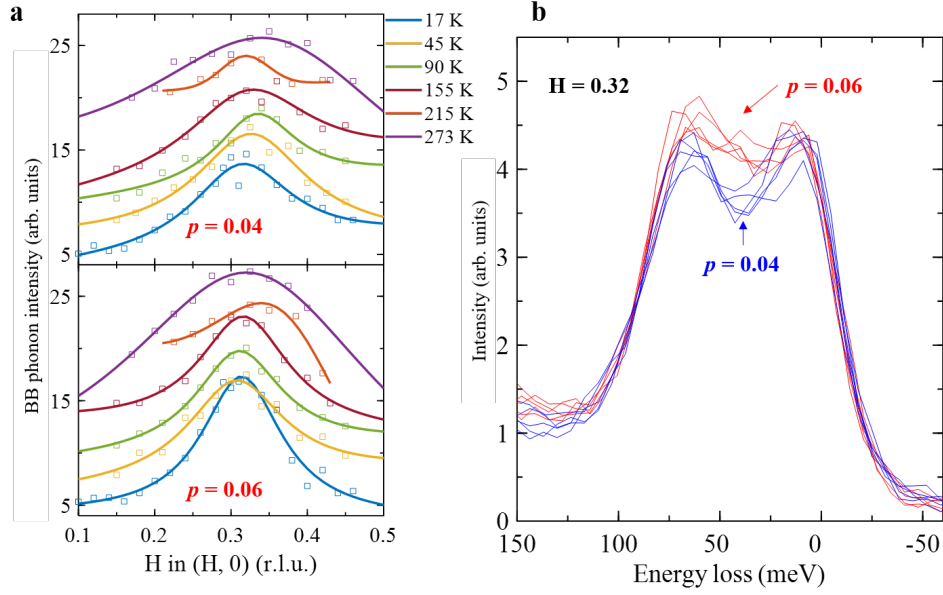 a
BB phonon intensity (arb. units)
25
15
5
p = 0.04
17 K
45 K
90 K
155 K
215 K
273 K
25
15
5
p = 0.06
0.1 0.2 0.3 0.4 0.5
H in (H, 0) (r.l.u.)
b
H = 0.32
p = 0.06
p = 0.04
Intensity (arb. units)
5
4
3
2
1
0
150 100 50 0 -50
Energy loss (meV)